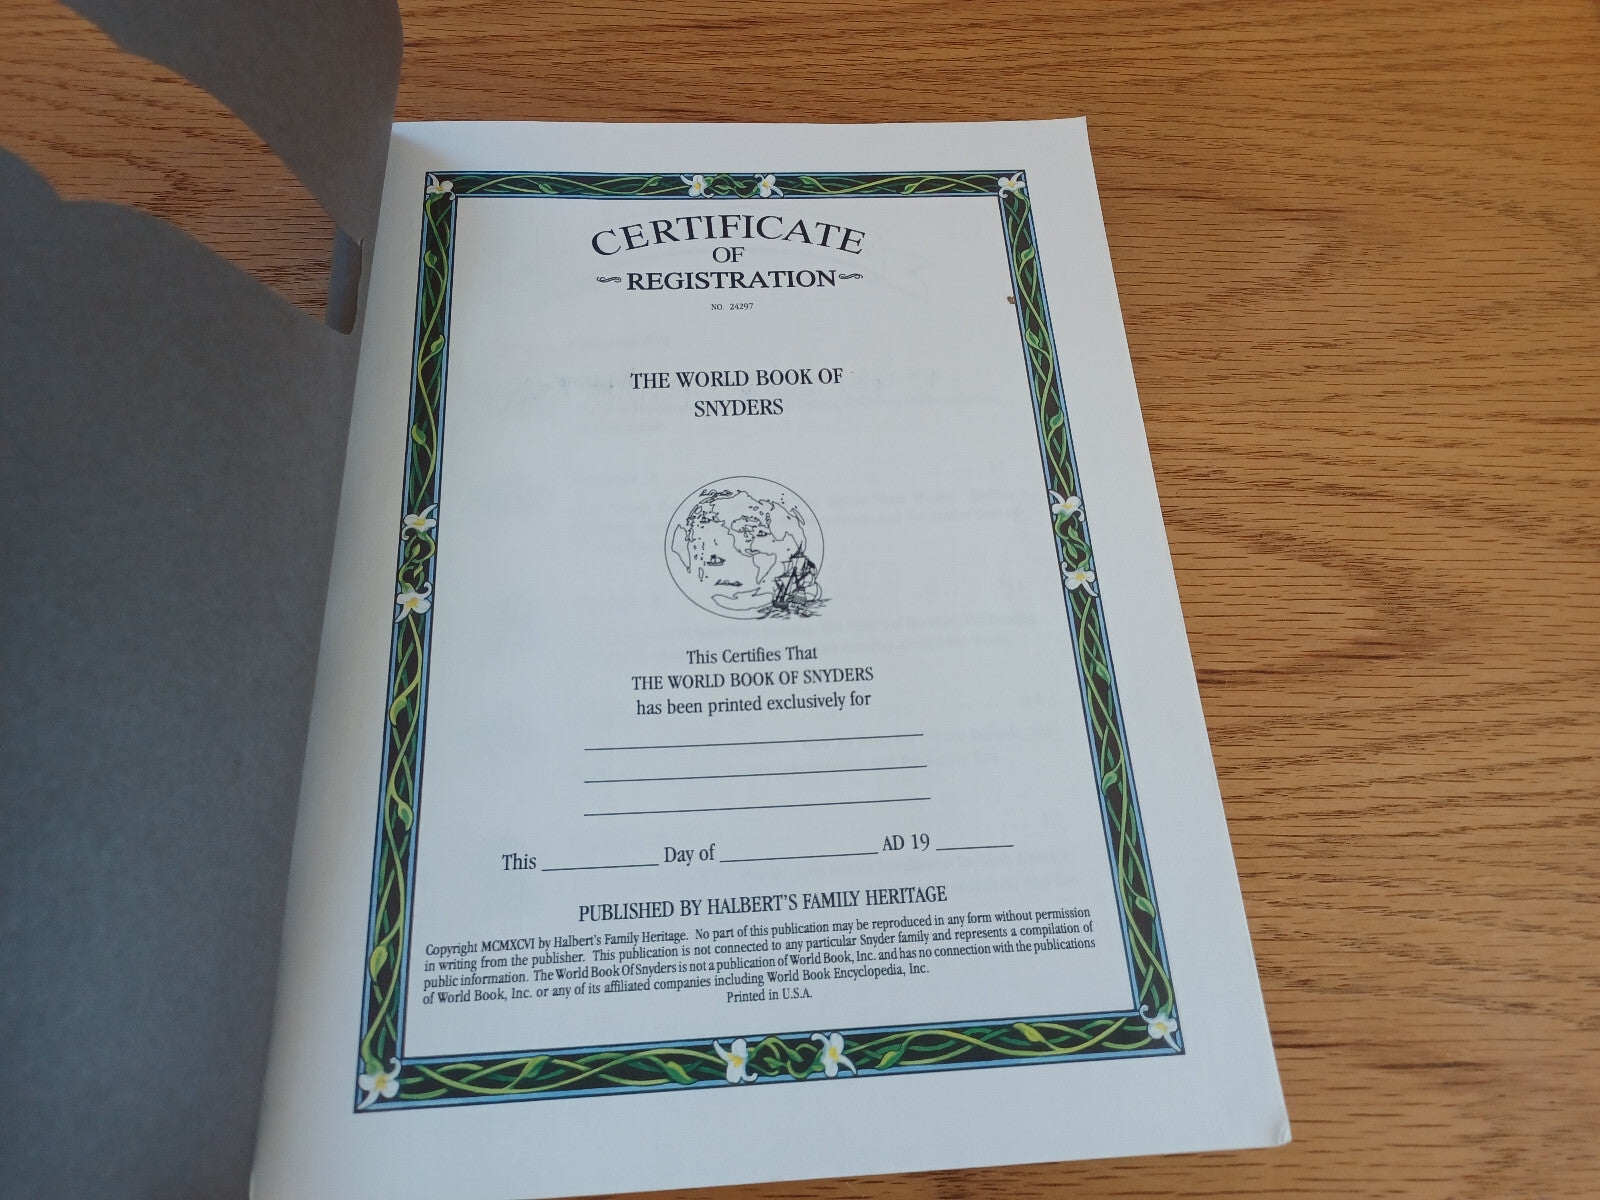 CERTIFICATE
OF
REGISTRATION
NO. 24297
THE WORLD BOOK OF
SNYDERS
This Certifies That
THE WORLD BOOK OF SNYDERS
has been printed exclusively for
This ____________ Day of ________________ AD 19 ________
PUBLISHED BY HALBERT'S FAMILY HERITAGE
Copyright MCMXCVI by Halbert's Family Heritage. No part of this publication may be reproduced in any form without permission
in writing from the publisher. This publication is not connected to any particular Snyder family and represents a compilation of
public information. The World Book Of Snyders is not a publication of World Book, Inc. and has no connection with the publications
of World Book, Inc. or any of its affiliated companies including World Book Encyclopedia, Inc.
Printed in U.S.A.